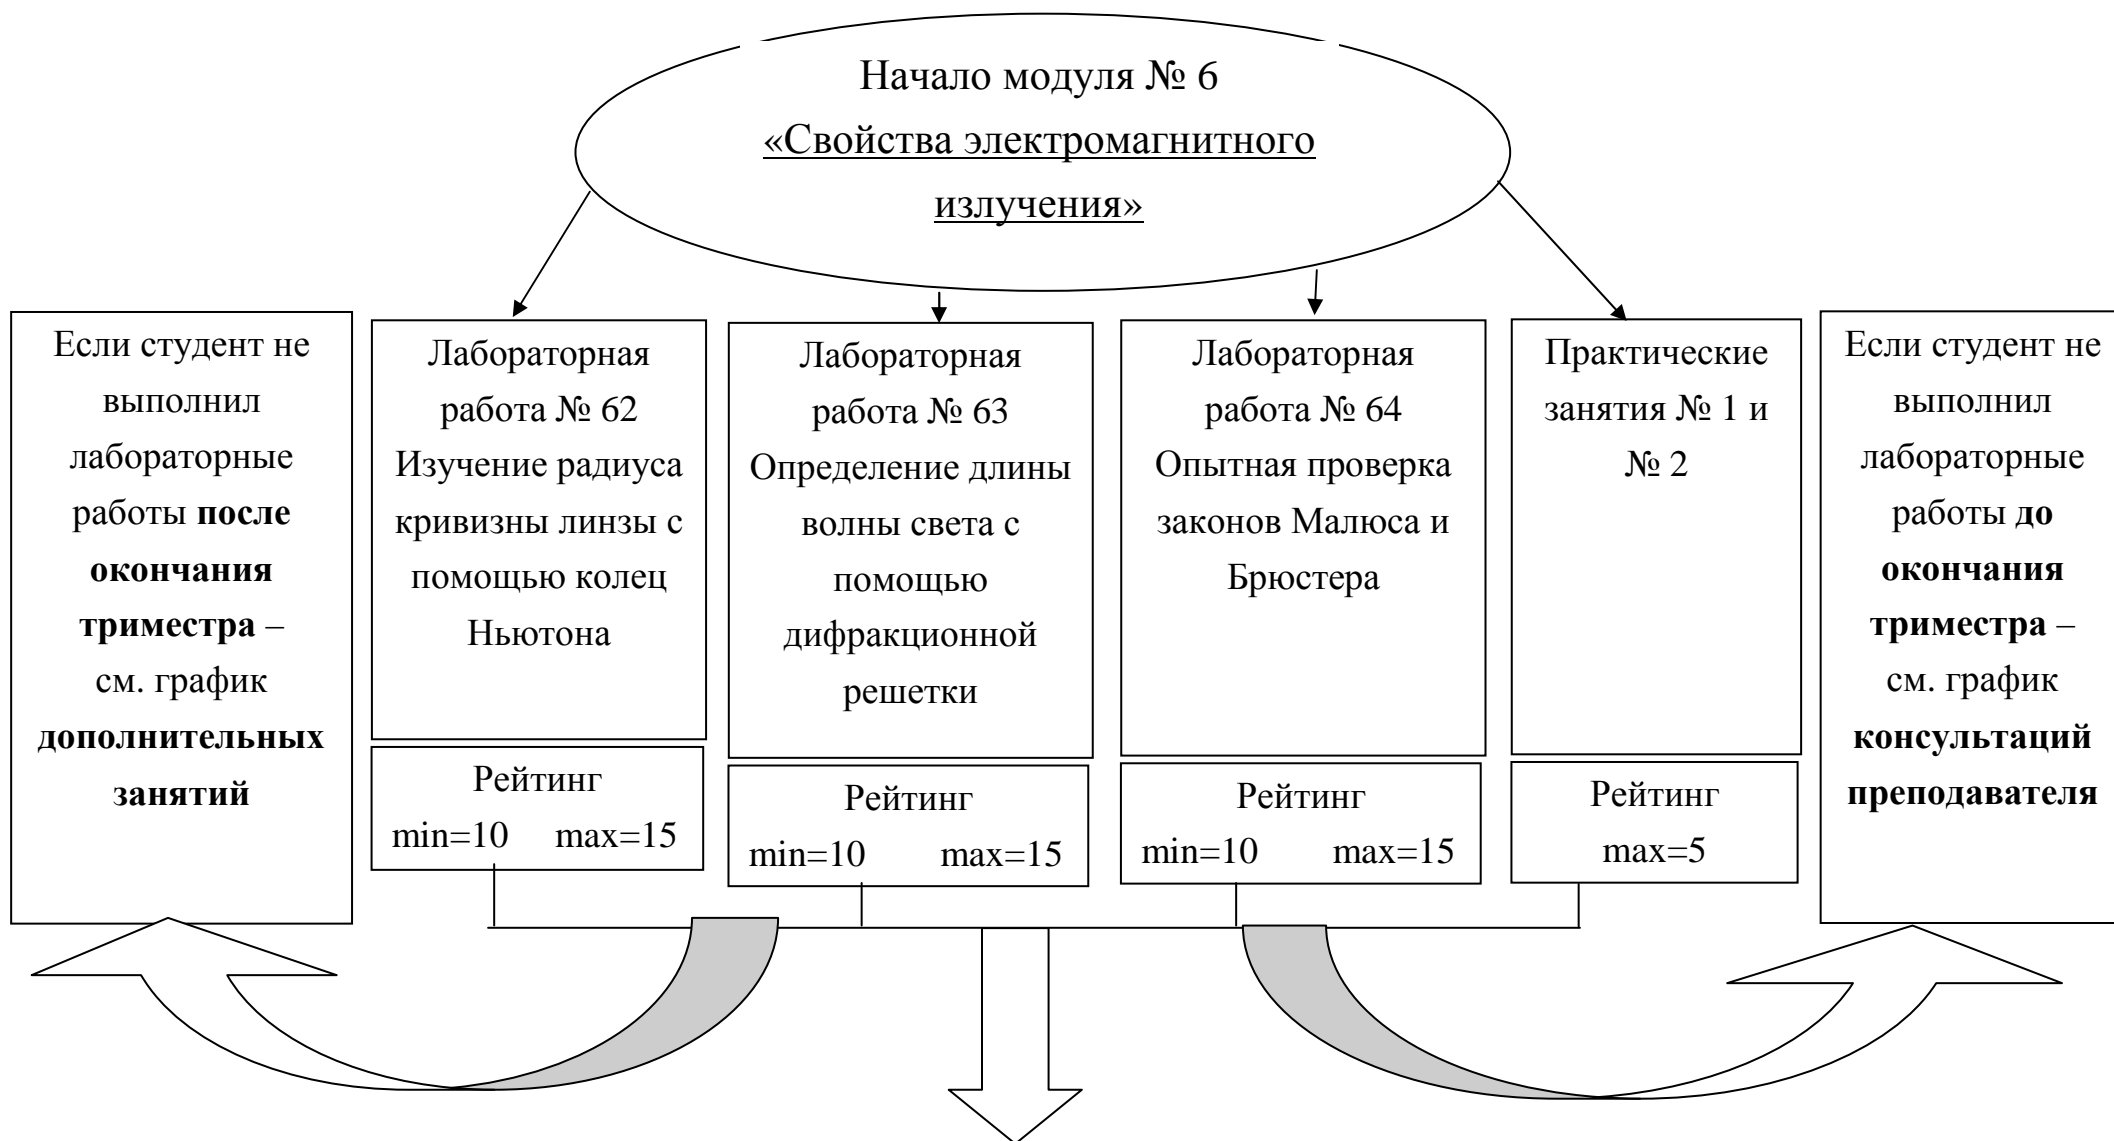 Начало модуля № 6
«Свойства электромагнитного
излучения»
Если студент не
выполнил
лабораторные
работы после
окончания
триместра –
см. график
дополнительных
занятий
Лабораторная
работа № 62
Изучение радиуса
кривизны линзы с
помощью колец
Ньютона
Рейтинг
min=10 max=15
Лабораторная
работа № 63
Определение длины
волны света с
помощью
дифракционной
решетки
Рейтинг
min=10 max=15
Лабораторная
работа № 64
Опытная проверка
законов Малюса и
Брюстера
Рейтинг
min=10 max=15
Практические
занятия № 1 и
№ 2
Рейтинг
max=5
Если студент не
выполнил
лабораторные
работы до
окончания
триместра –
см. график
консультаций
преподавателя